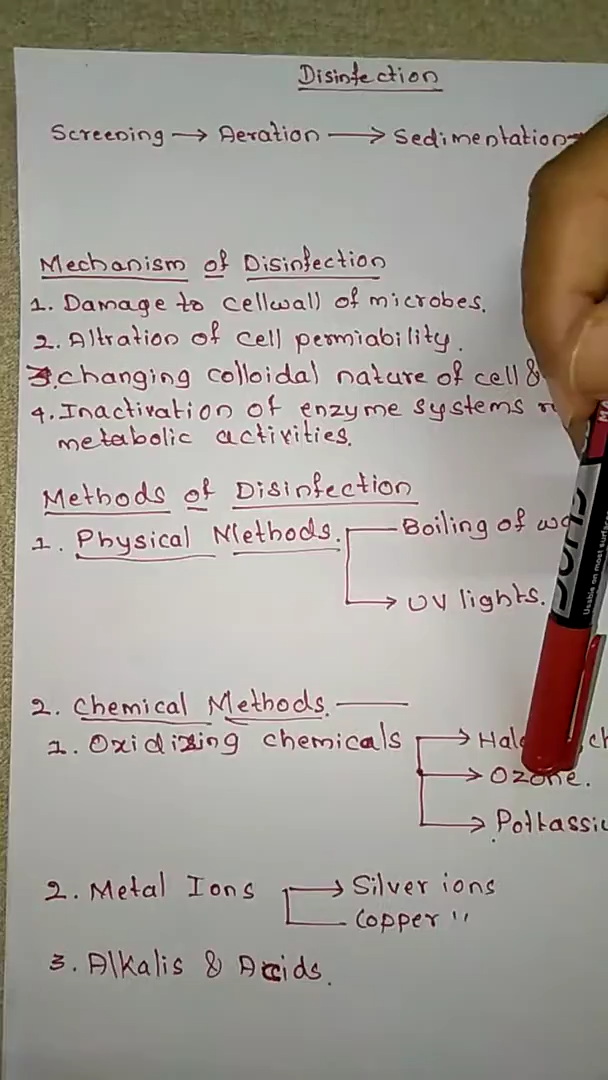 Disinfection
Screening → Aeration → Sedimentation
Mechanism of Disinfection
1. Damage to cellwall of microbes.
2. Altration of cell permiability.
3. changing colloidal nature of cell &
4. Inactivation of enzyme systems
metabolic activities.
Methods of Disinfection
1. Physical Methods. Boiling of
→ UV lights.
2. Chemical Methods.
1. Oxidizing chemicals →
→ Ozone.
→
2. Metal Ions → Silver ions
Copper "
3. Alkalis & Acids.
Usable on most